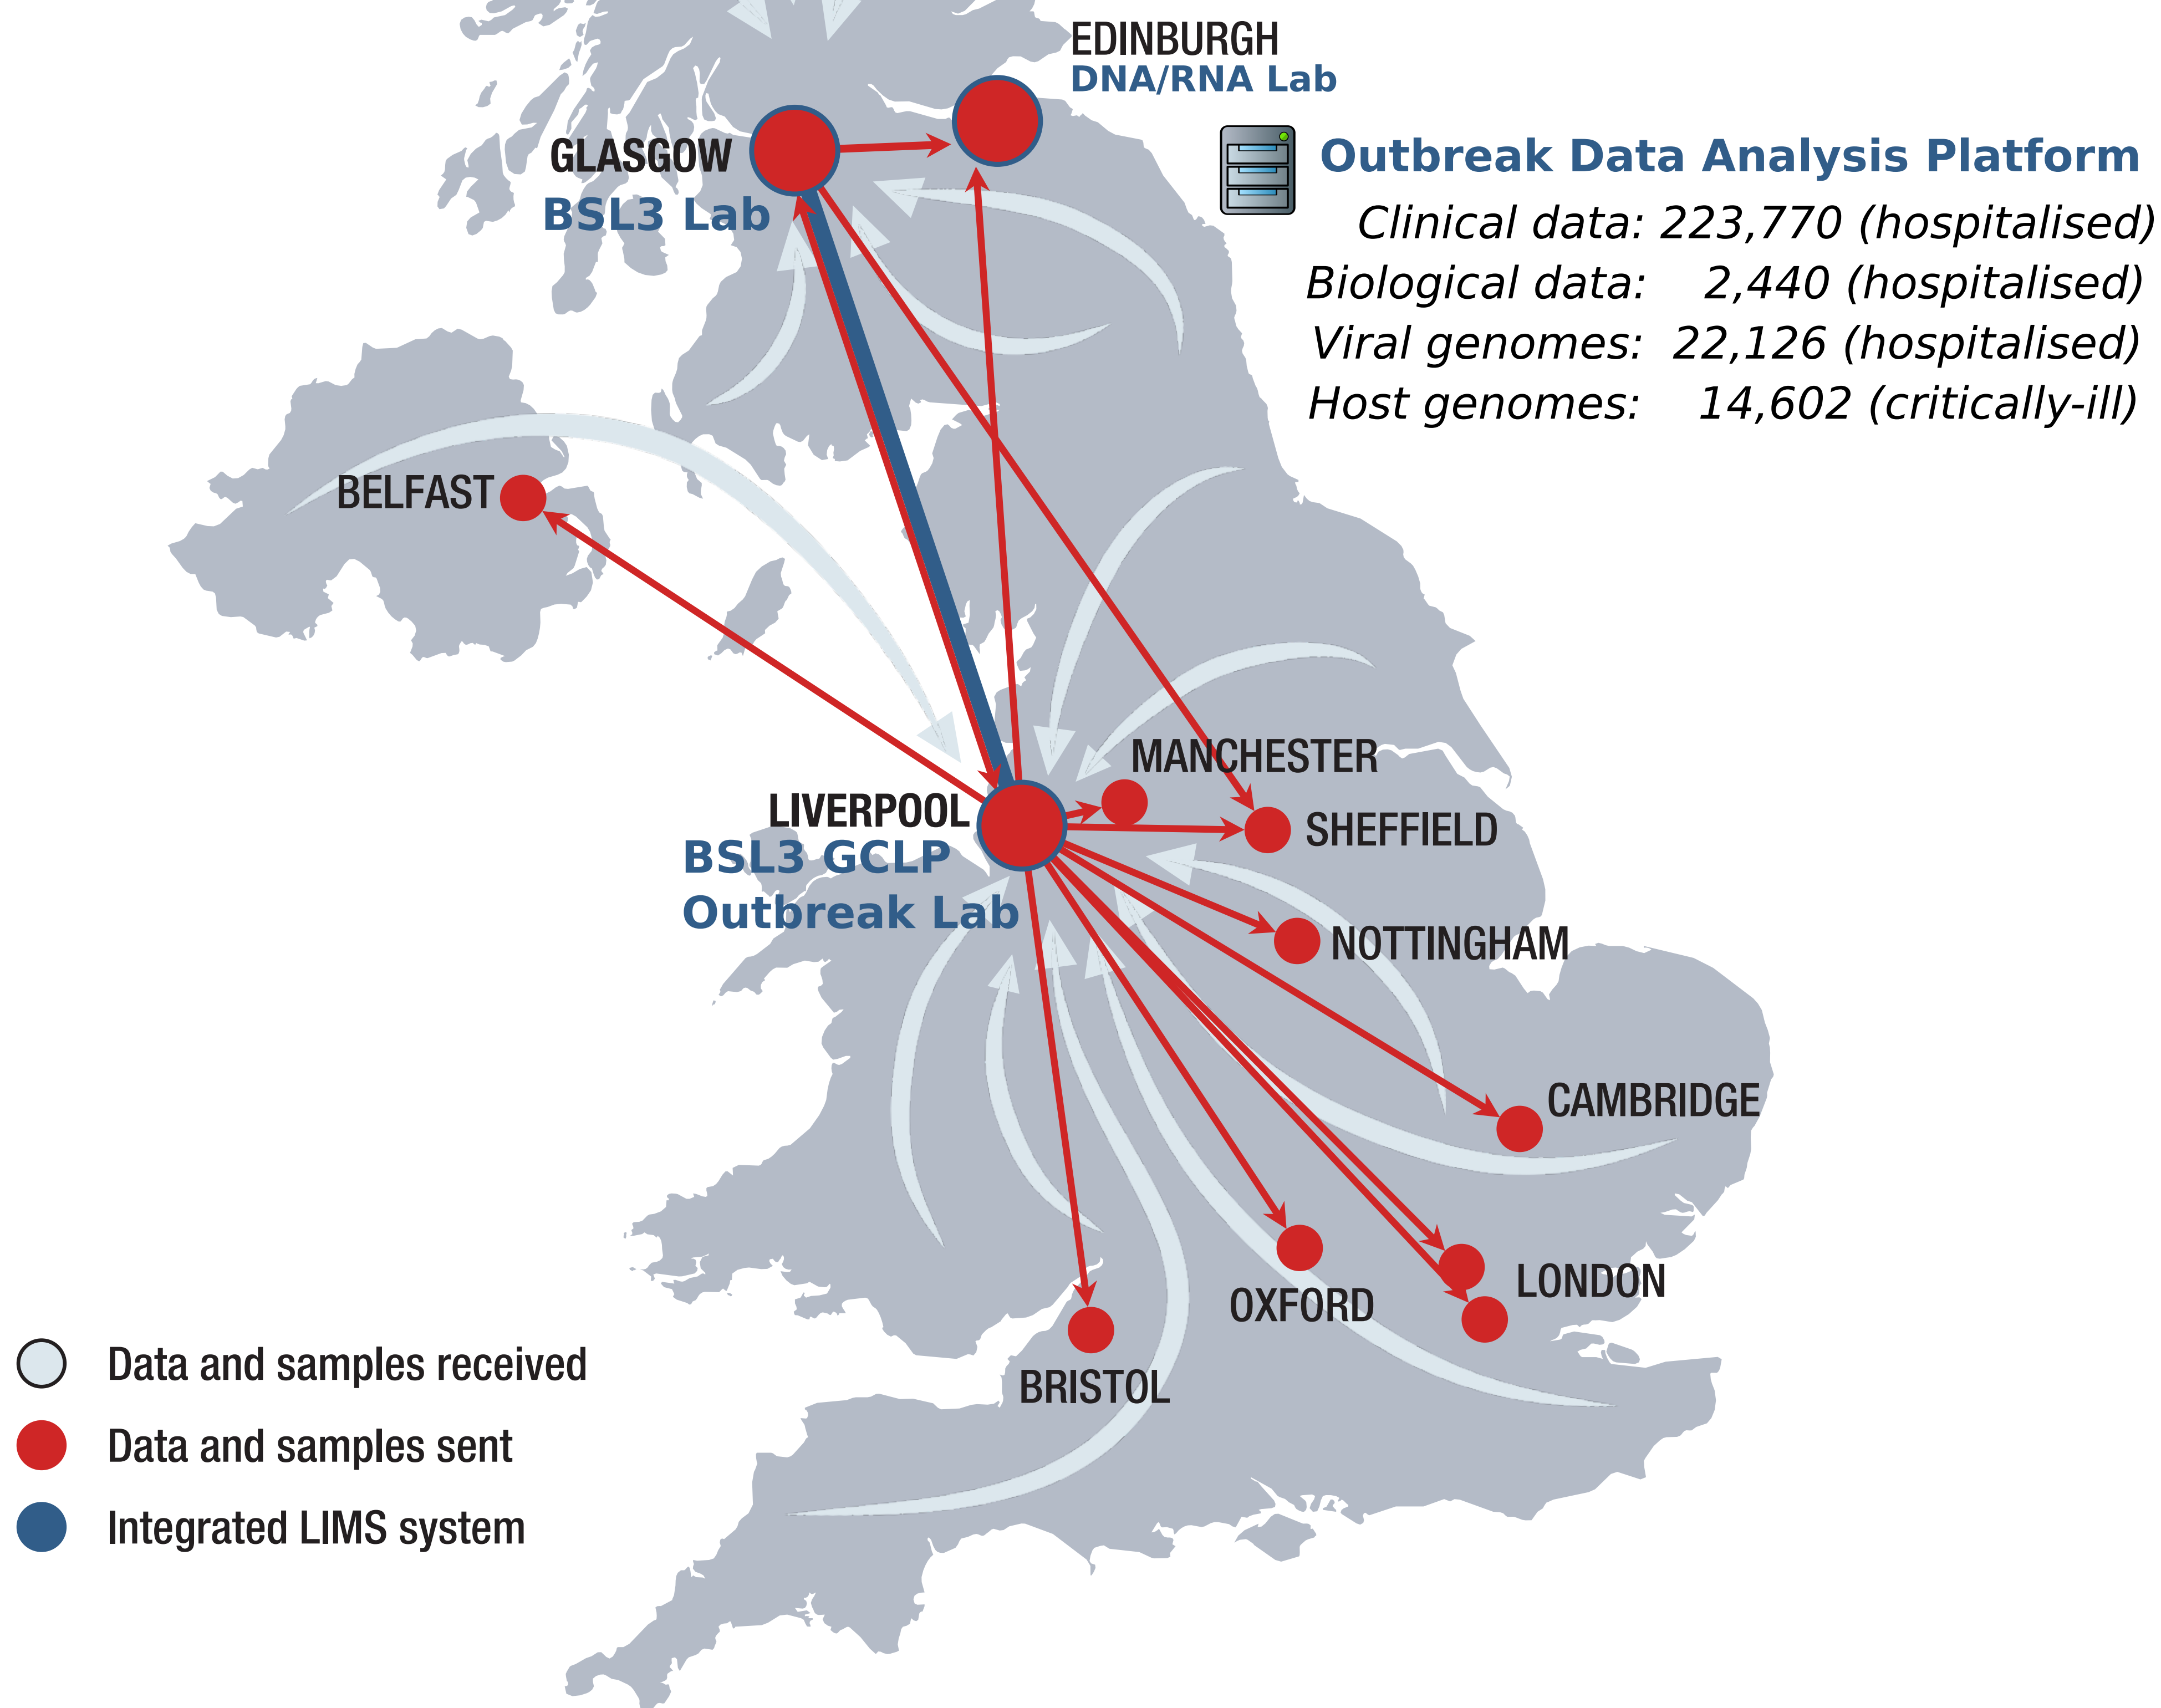 EDINBURGH
DNA/RNA Lab
GLASGOW
BSL3 Lab
Outbreak Data Analysis Platform
Clinical data: 223,770 (hospitalised)
Biological data: 2,440 (hospitalised)
Viral genomes: 22,126 (hospitalised)
Host genomes: 14,602 (critically-ill)
BELFAST
MANCHESTER
LIVERPOOL
BSL3 GCLP
Outbreak Lab
SHEFFIELD
NOTTINGHAM
CAMBRIDGE
LONDON
OXFORD
BRISTOL
Data and samples received
Data and samples sent
Integrated LIMS system